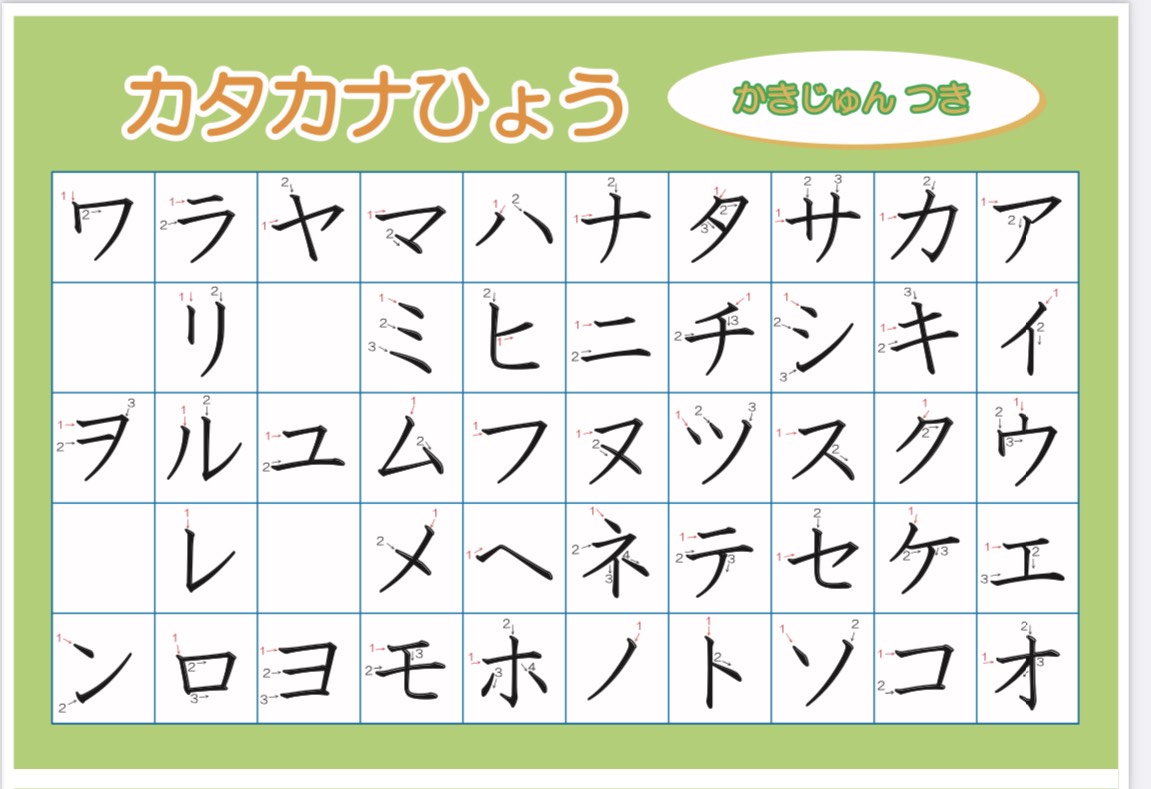 カタカナひょう
かきじゅん つき
ワ ラ ヤ マ ハ ナ タ サ カ ア
リ ミ ヒ ニ チ シ キ イ
ヲ ル ユ ム フ ヌ ツ ス ク ウ
レ メ ヘ ネ テ セ ケ エ
ン ロ ヨ モ ホ ノ ト ソ コ オ